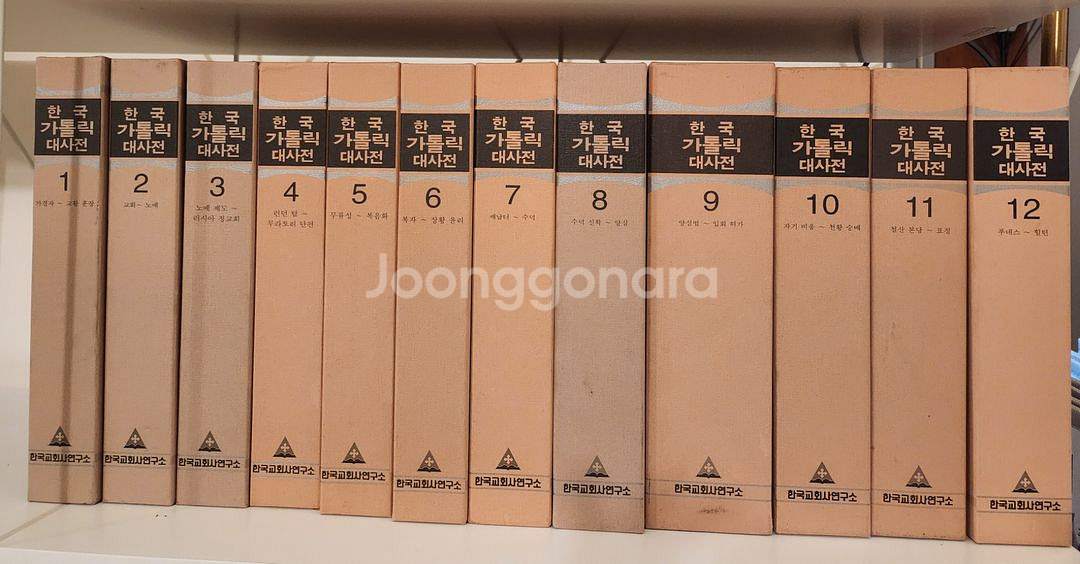 한국
가톨릭
대사전
1
가경자 ~ 교황 훈장
한국교회사연구소
한국
가톨릭
대사전
2
교회 ~ 노베
한국교회사연구소
한국
가톨릭
대사전
3
노베 제도 ~
러시아 정교회
한국교회사연구소
한국
가톨릭
대사전
4
런던 탑 ~
무라토리 단편
한국교회사연구소
한국
가톨릭
대사전
5
무류성 ~ 복음화
한국교회사연구소
한국
가톨릭
대사전
6
복자 ~ 상황 윤리
한국교회사연구소
한국
가톨릭
대사전
7
새남터 ~ 수덕
한국교회사연구소
한국
가톨릭
대사전
8
수덕 신학 ~ 양심
한국교회사연구소
한국
가톨릭
대사전
9
양심법 ~ 입회 허가
한국교회사연구소
한국
가톨릭
대사전
10
자기 비움 ~ 천황 숭배
한국교회사연구소
한국
가톨릭
대사전
11
철산 본당 ~ 표징
한국교회사연구소
한국
가톨릭
대사전
12
푸네스 ~ 힐턴
한국교회사연구소
Joonggonara